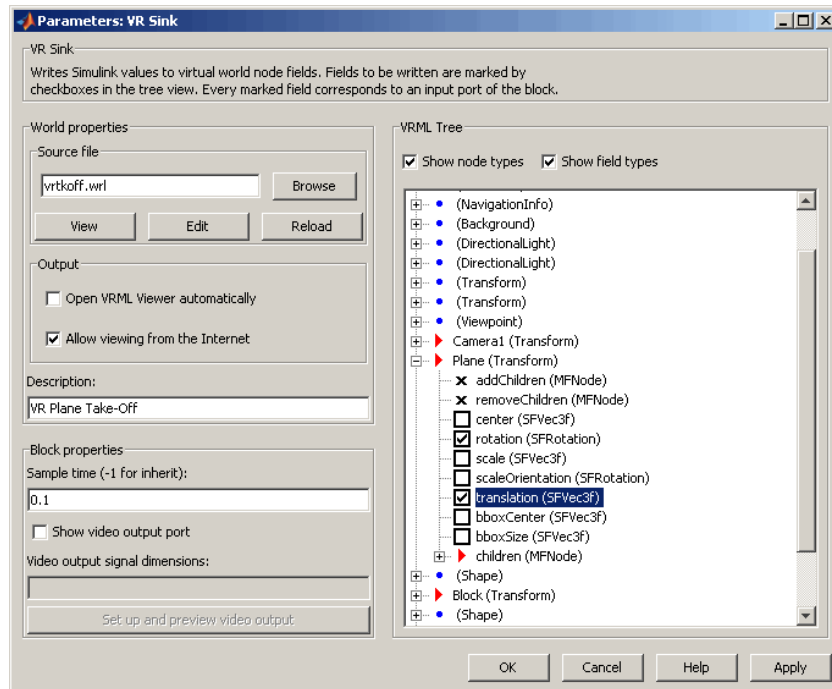 Parameters: VR Sink
VR Sink
Writes Simulink values to virtual world node fields. Fields to be written are marked by
checkboxes in the tree view. Every marked field corresponds to an input port of the block.
World properties
Source file
vrtkoff.wrl
Browse
View
Edit
Reload
Output
Open VRML Viewer automatically
Allow viewing from the Internet
Description:
VR Plane Take-Off
Block properties
Sample time (-1 for inherit):
0.1
Show video output port
Video output signal dimensions:
Set up and preview video output
VRML Tree
Show node types
Show field types
(NavigationInfo)
(Background)
(DirectionalLight)
(DirectionalLight)
(Transform)
(Transform)
(Viewpoint)
Camera1 (Transform)
Plane (Transform)
addChildren (MFNode)
removeChildren (MFNode)
center (SFVec3f)
rotation (SFRotation)
scale (SFVec3f)
scaleOrientation (SFRotation)
translation (SFVec3f)
bboxCenter (SFVec3f)
bboxSize (SFVec3f)
children (MFNode)
(Shape)
Block (Transform)
(Shape)
OK
Cancel
Help
Apply